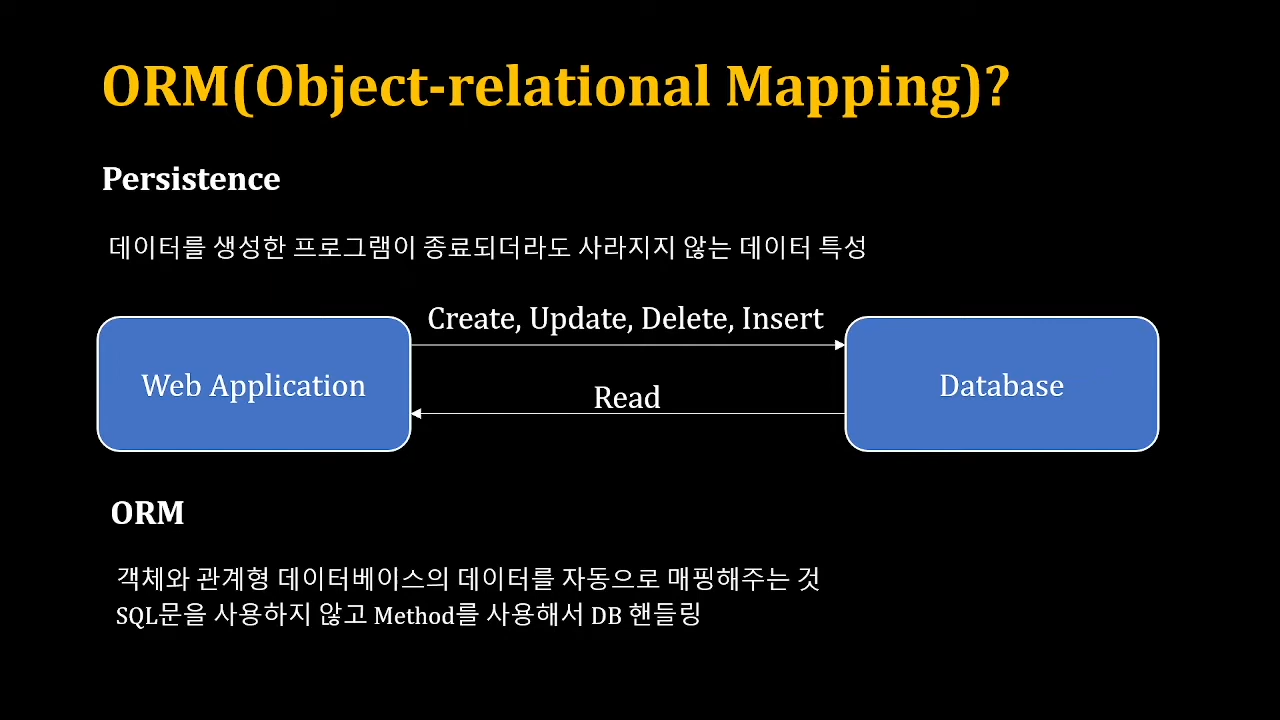 ORM(Object-relational Mapping)?
Persistence
데이터를 생성한 프로그램이 종료되더라도 사라지지 않는 데이터 특성
Create, Update, Delete, Insert
Web Application
Database
Read
ORM
객체와 관계형 데이터베이스의 데이터를 자동으로 매핑해주는 것
SQL문을 사용하지 않고 Method를 사용해서 DB 핸들링